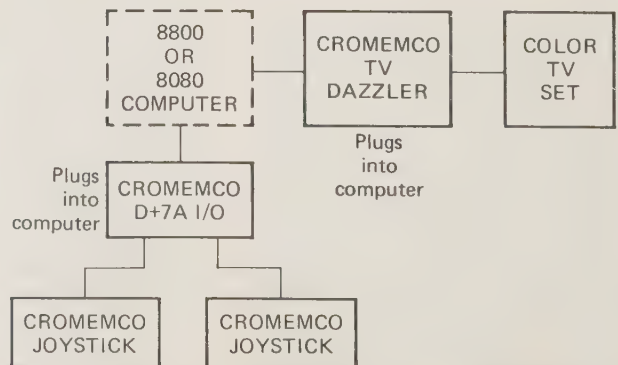 8800
OR
8080
COMPUTER
CROMEMCO
TV
DAZZLER
COLOR
TV
SET
Plugs
into
computer
Plugs
into
computer
CROMEMCO
D+7A I/O
CROMEMCO
JOYSTICK
CROMEMCO
JOYSTICK